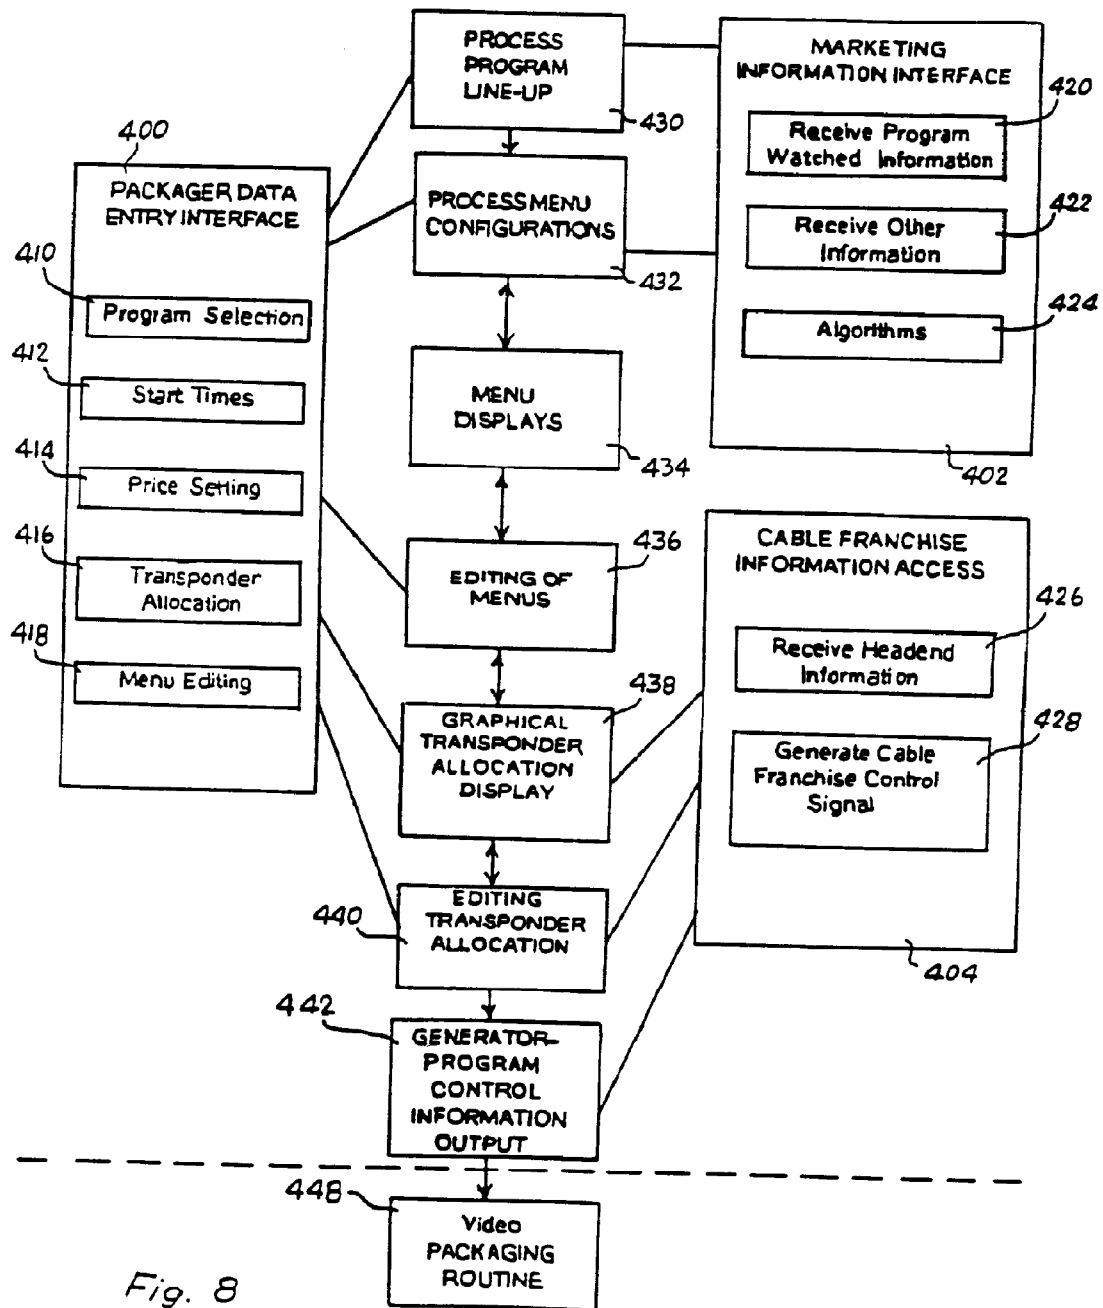 PROCESS
PROGRAM
LINE-UP
430
PROCESS MENU
CONFIGURATIONS
432
MENU
DISPLAYS
434
436
EDITING OF
MENUS
438
GRAPHICAL
TRANSPONDER
ALLOCATION
DISPLAY
440
EDITING
TRANSPONDER
ALLOCATION
442
GENERATOR-
PROGRAM
CONTROL
INFORMATION
OUTPUT
448
Video
PACKAGING
ROUTINE
400
PACKAGER DATA
ENTRY INTERFACE
410
Program Selection
412
Start Times
414
Price Setting
416
Transponder
Allocation
418
Menu Editing
MARKETING
INFORMATION INTERFACE
420
Receive Program
Watched Information
422
Receive Other
Information
424
Algorithms
402
CABLE FRANCHISE
INFORMATION ACCESS
426
Receive Headend
Information
428
Generate Cable
Franchise Control
Signal
404
Fig. 8